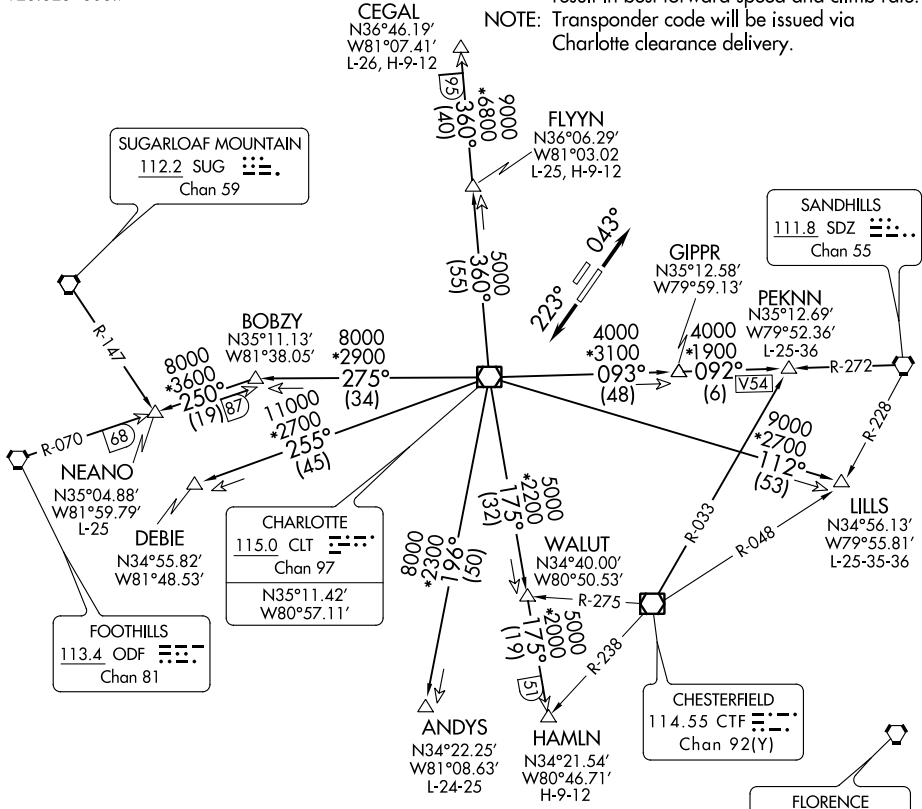 CEGAL
N36°46.19'
W81°07.41'
L-26, H-9-12
NOTE: Transponder code will be issued via
Charlotte clearance delivery.
95
360°
(40)
9000
*6800
FLYYN
N36°06.29'
W81°03.02
L-25, H-9-12
SUGARLOAF MOUNTAIN
112.2 SUG
Chan 59
SANDHILLS
111.8 SDZ
Chan 55
5000
360°
(55)
223°
043°
GIPPR
N35°12.58'
W79°59.13'
PEKNN
N35°12.69'
W79°52.36'
L-25-36
R-147
BOBZY
N35°11.13'
W81°38.05'
8000
*2900
275°
(34)
4000
*3100
093°
(48)
4000
*1900
092°
(6)
V54
R-272
R-228
8000
*3600
250°
(19)
87
11000
*2700
255°
(45)
R-070
68
NEANO
N35°04.88'
W81°59.79'
L-25
DEBIE
N34°55.82'
W81°48.53'
9000
*2700
112°
(53)
LILLS
N34°56.13'
W79°55.81'
L-25-35-36
R-033
R-048
CHARLOTTE
115.0 CLT
Chan 97
N35°11.42'
W80°57.11'
8000
*2300
196°
(50)
5000
*2200
175°
(32)
WALUT
N34°40.00'
W80°50.53'
R-275
5000
*2000
175°
(19)
51
R-238
FOOTHILLS
113.4 ODF
Chan 81
CHESTERFIELD
114.55 CTF
Chan 92(Y)
ANDYS
N34°22.25'
W81°08.63'
L-24-25
HAMLN
N34°21.54'
W80°46.71'
H-9-12
FLORENCE